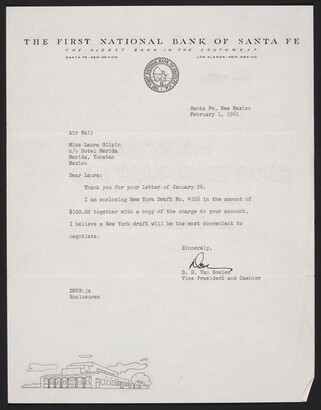 THE FIRST NATIONAL BANK OF SANTA FE
THE OLDEST BANK IN THE SOUTHWEST
SANTA FE · NEW MEXICO
LOS ALAMOS · NEW MEXICO
Santa Fe, New Mexico
February 1, 1961
Air Mail
Miss Laura Gilpin
c/o Hotel Merida
Merida, Yucatan
Mexico
Dear Laura:
Thank you for your letter of January 26.
I am enclosing New York Draft No. 4726 in the amount of
$100.00 together with a copy of the charge to your account.
I believe a New York draft will be the most convenient to
negotiate.
Sincerely,
Don
D. D. Van Soelen
Vice President and Cashier
DDVS:js
Enclosures